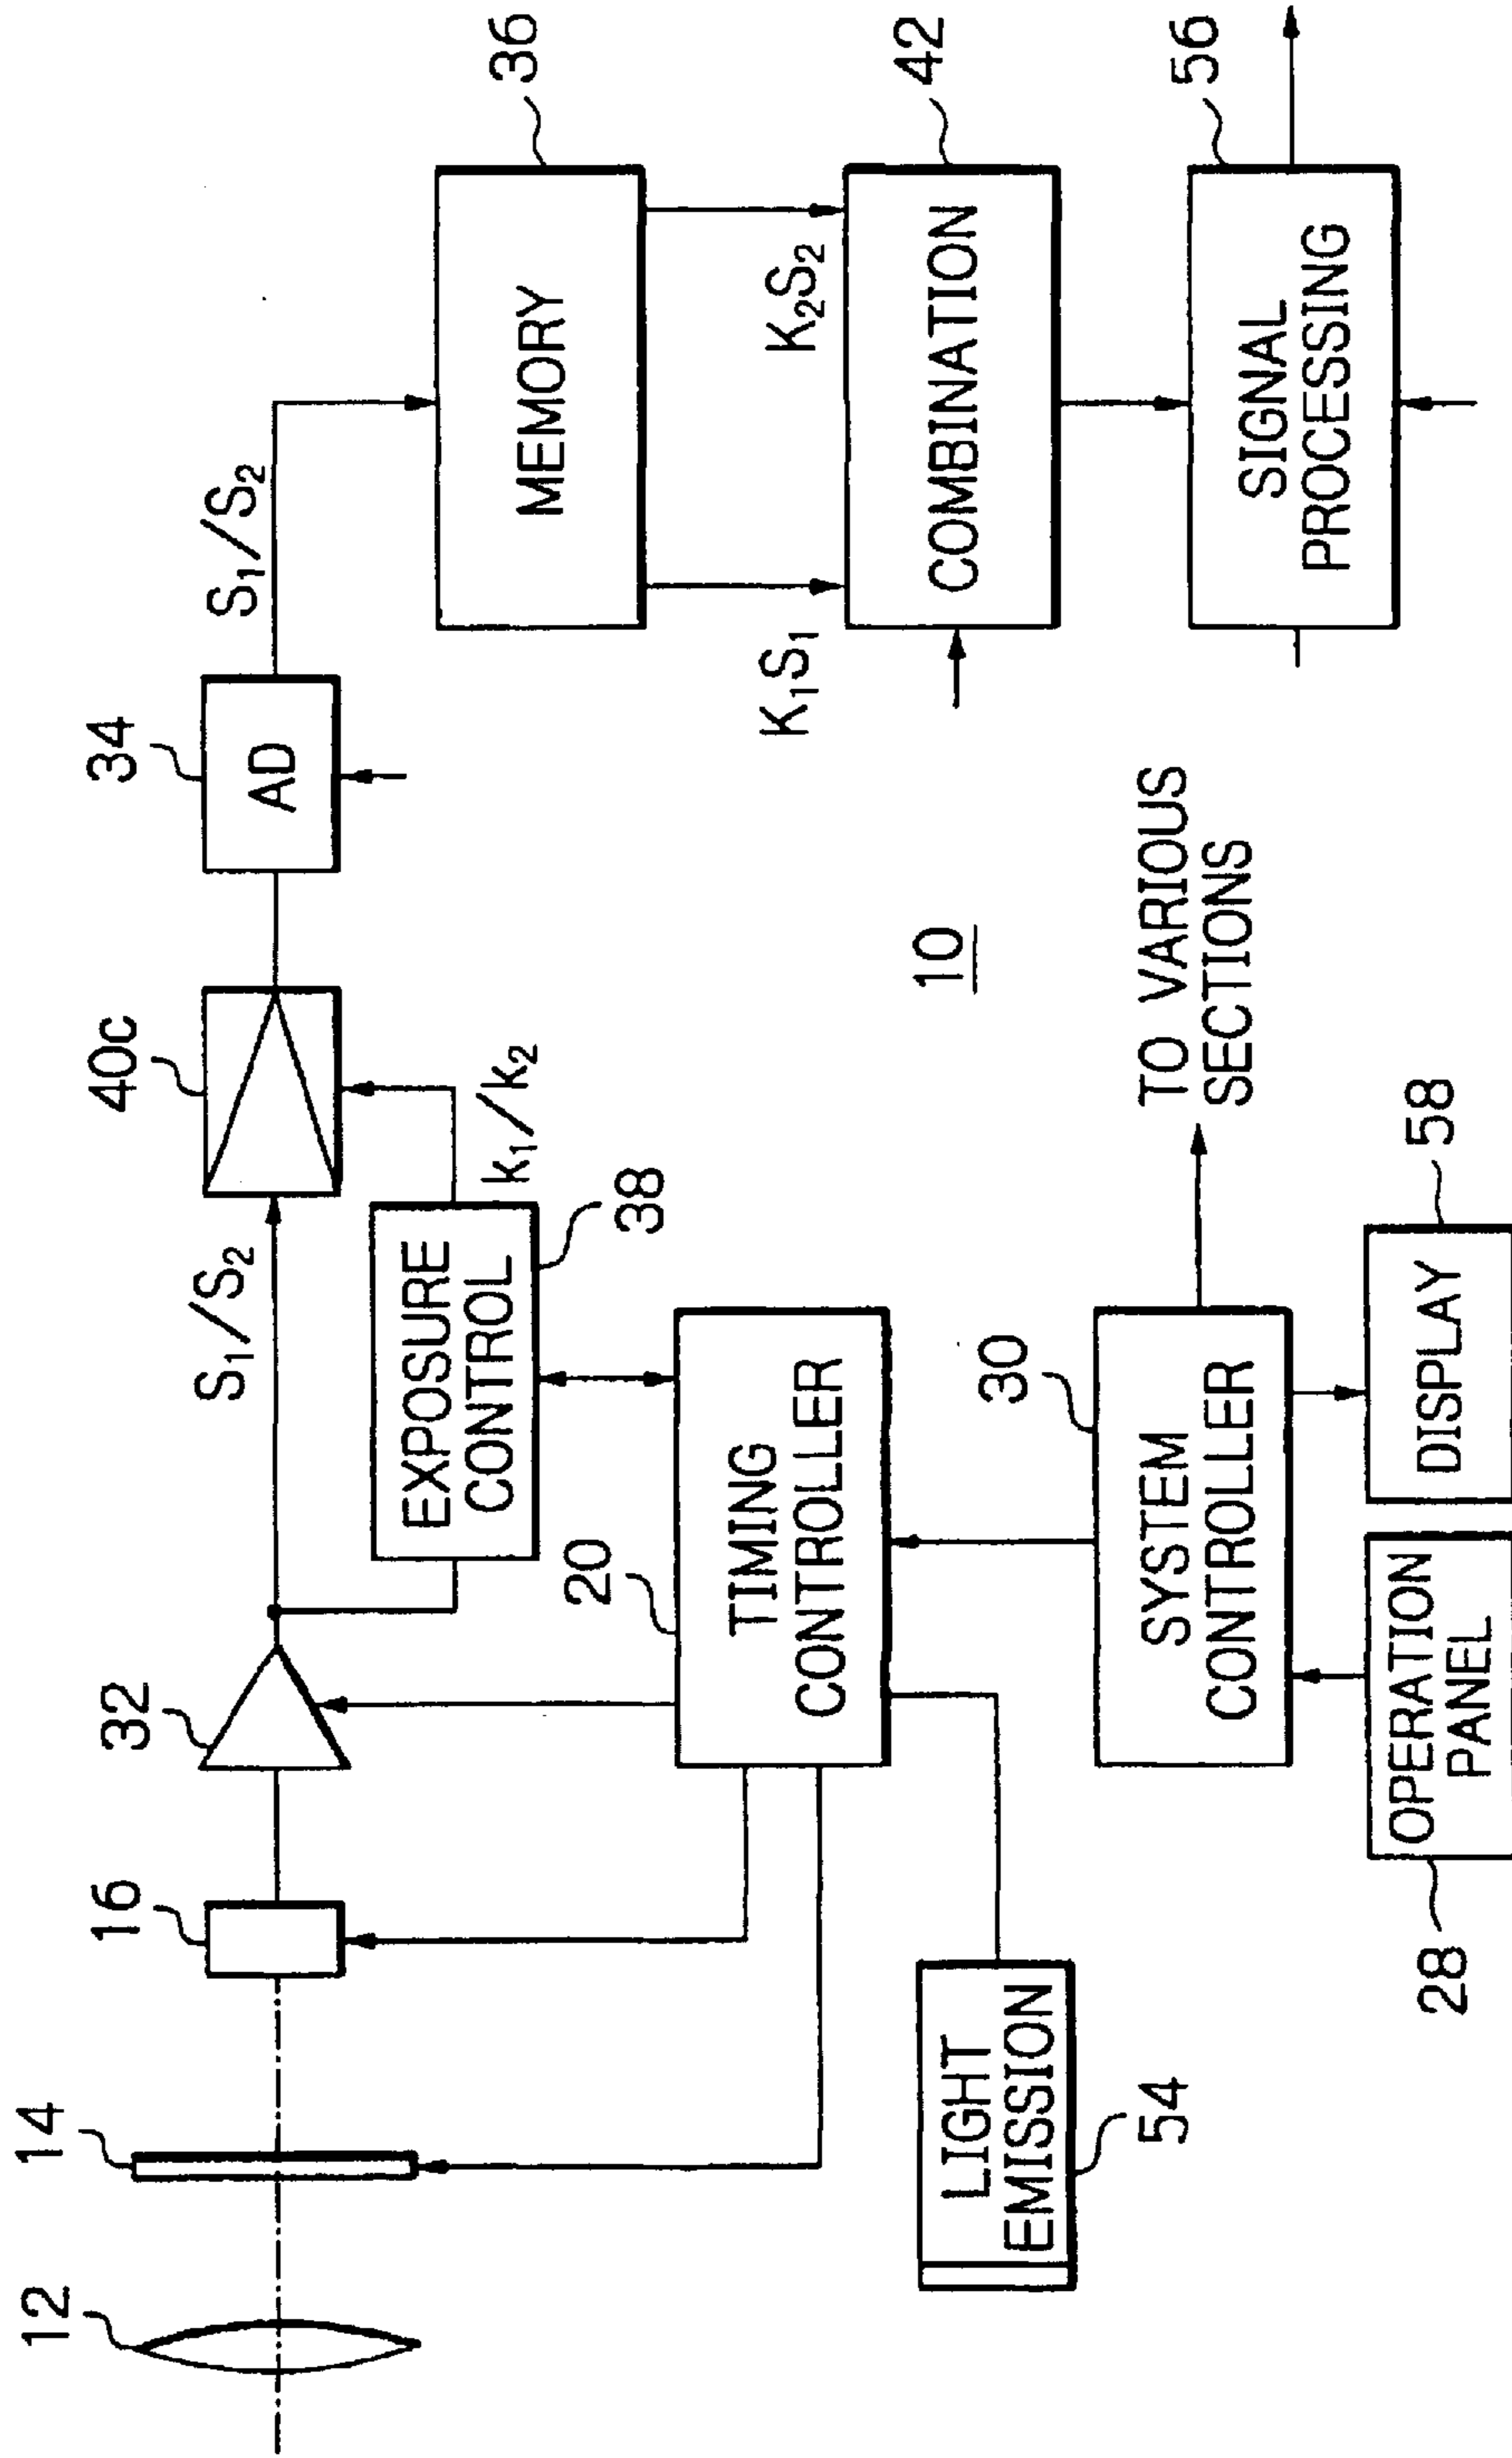 12
14
16
32
S₁/S₂
40c
34
AD
S₁/S₂
36
MEMORY
EXPOSURE
CONTROL
k₁/k₂
38
K₁S₁
K₂S₂
42
COMBINATION
20
TIMING
CONTROLLER
10
LIGHT
EMISSION
54
30
SYSTEM
CONTROLLER
TO VARIOUS
SECTIONS
56
SIGNAL
PROCESSING
28
OPERATION
PANEL
DISPLAY
58